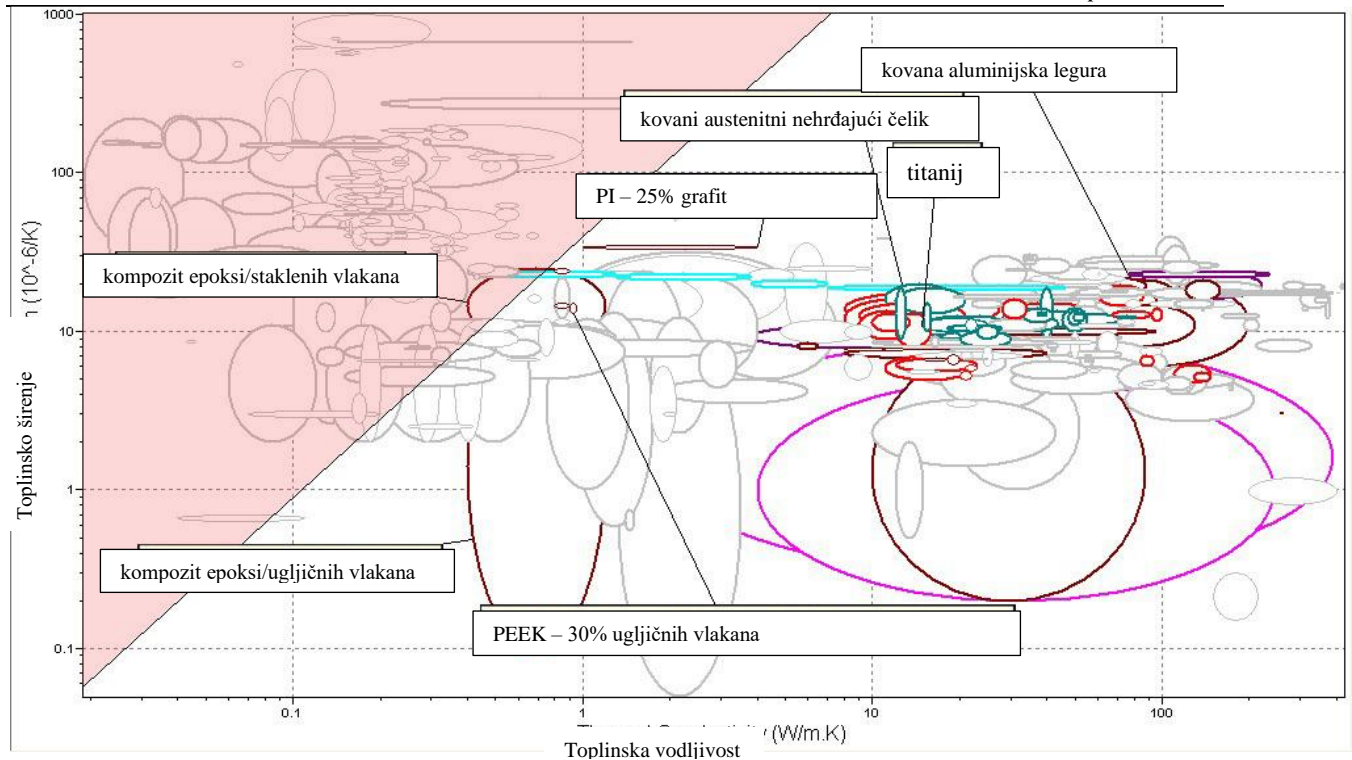 1000
kovana aluminijska legura
kovani austenitni nehrđajući čelik
100
titanij
PI – 25% grafit
kompozit epoksi/staklenih vlakana
(10^-6/K)
10
Toplinsko širenje
1
kompozit epoksi/ugljičnih vlakana
PEEK – 30% ugljičnih vlakana
0.1
0.1
1
10
100
(W/m.K)
Toplinska vodljivost